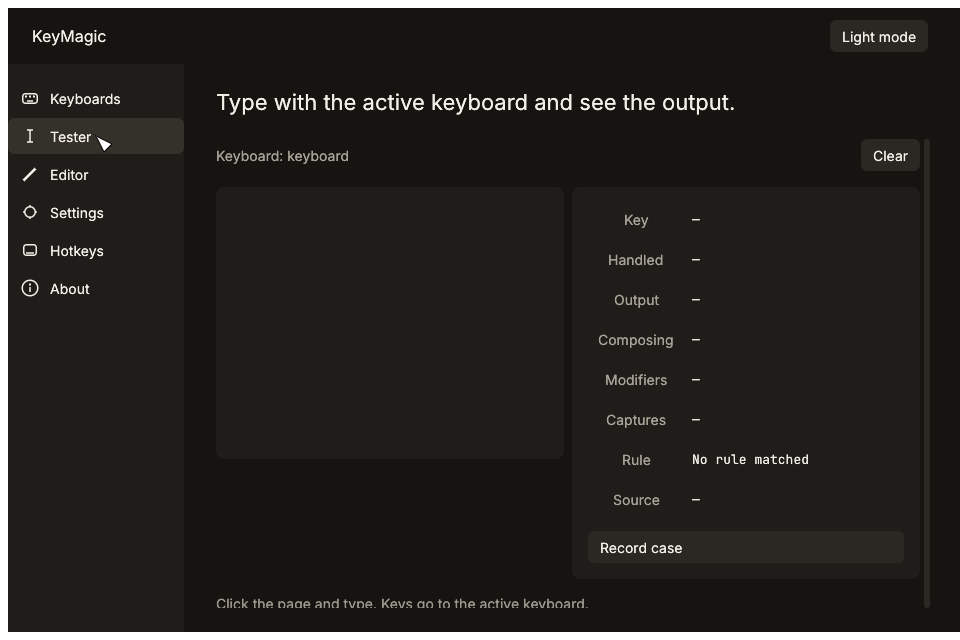 KeyMagic
Light mode
Keyboards
Tester
Editor
Settings
Hotkeys
About
Type with the active keyboard and see the output.
Keyboard: keyboard
Clear
Key –
Handled –
Output –
Composing –
Modifiers –
Captures –
Rule No rule matched
Source –
Record case
Click the page and type. Keys go to the active keyboard.